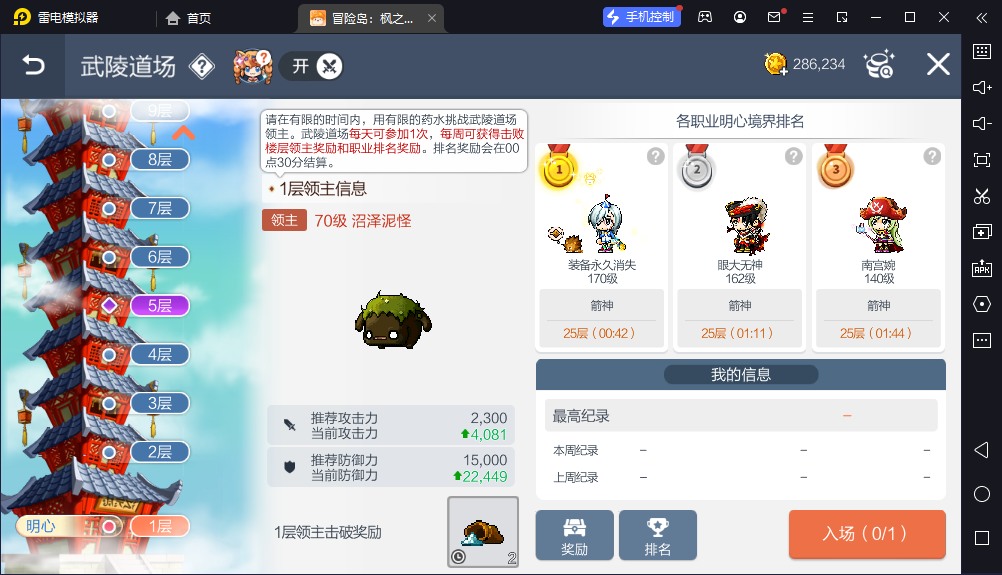 雷电模拟器
首页
冒险岛：枫之...
手机控制
武陵道场
开
286,234
9层
8层
7层
6层
5层
4层
3层
2层
明心
1层
请在有限的时间内，用有限的药水挑战武陵道场
领主。武陵道场每天可参加1次，每周可获得击败
楼层领主奖励和职业排名奖励。排名奖励会在00
点30分结算。
1层领主信息
领主 70级 沼泽泥怪
推荐攻击力 2,300
当前攻击力 4,081
推荐防御力 15,000
当前防御力 22,449
1层领主击破奖励
2
各职业明心境界排名
1
装备永久消失
170级
箭神
25层（00:42）
2
眼大无神
162级
箭神
25层（01:11）
3
南宫婉
140级
箭神
25层（01:44）
我的信息
最高纪录 –
本周纪录 – – –
上周纪录 – – –
奖励
排名
入场（0/1）
APK